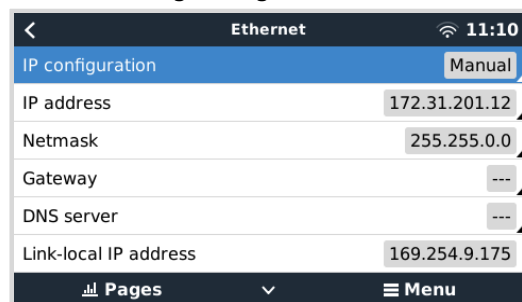 Ethernet 11:10
IP configuration Manual
IP address 172.31.201.12
Netmask 255.255.0.0
Gateway ---
DNS server ---
Link-local IP address 169.254.9.175
Pages Menu